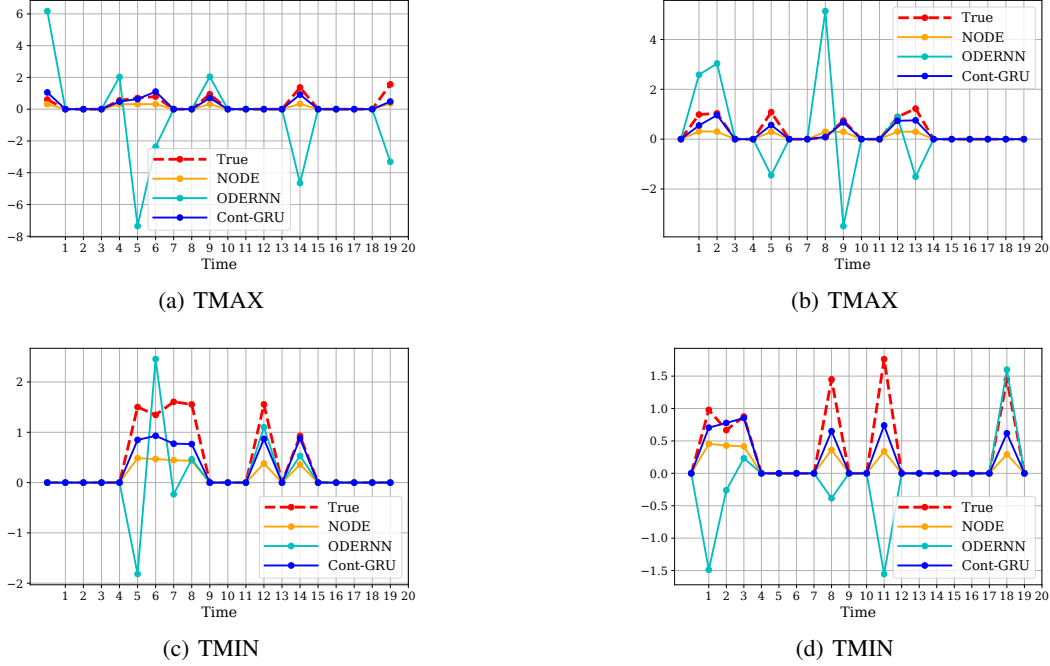 6
4
2
0
−2
−4
−6
−8
True
NODE
ODERNN
Cont-GRU
1 2 3 4 5 6 7 8 9 10 11 12 13 14 15 16 17 18 19 20
Time
(a) TMAX
4
2
0
−2
True
NODE
ODERNN
Cont-GRU
1 2 3 4 5 6 7 8 9 10 11 12 13 14 15 16 17 18 19 20
Time
(b) TMAX
2
1
0
−1
−2
True
NODE
ODERNN
Cont-GRU
1 2 3 4 5 6 7 8 9 10 11 12 13 14 15 16 17 18 19 20
Time
(c) TMIN
1.5
1.0
0.5
0.0
−0.5
−1.0
−1.5
True
NODE
ODERNN
Cont-GRU
1 2 3 4 5 6 7 8 9 10 11 12 13 14 15 16 17 18 19 20
Time
(d) TMIN